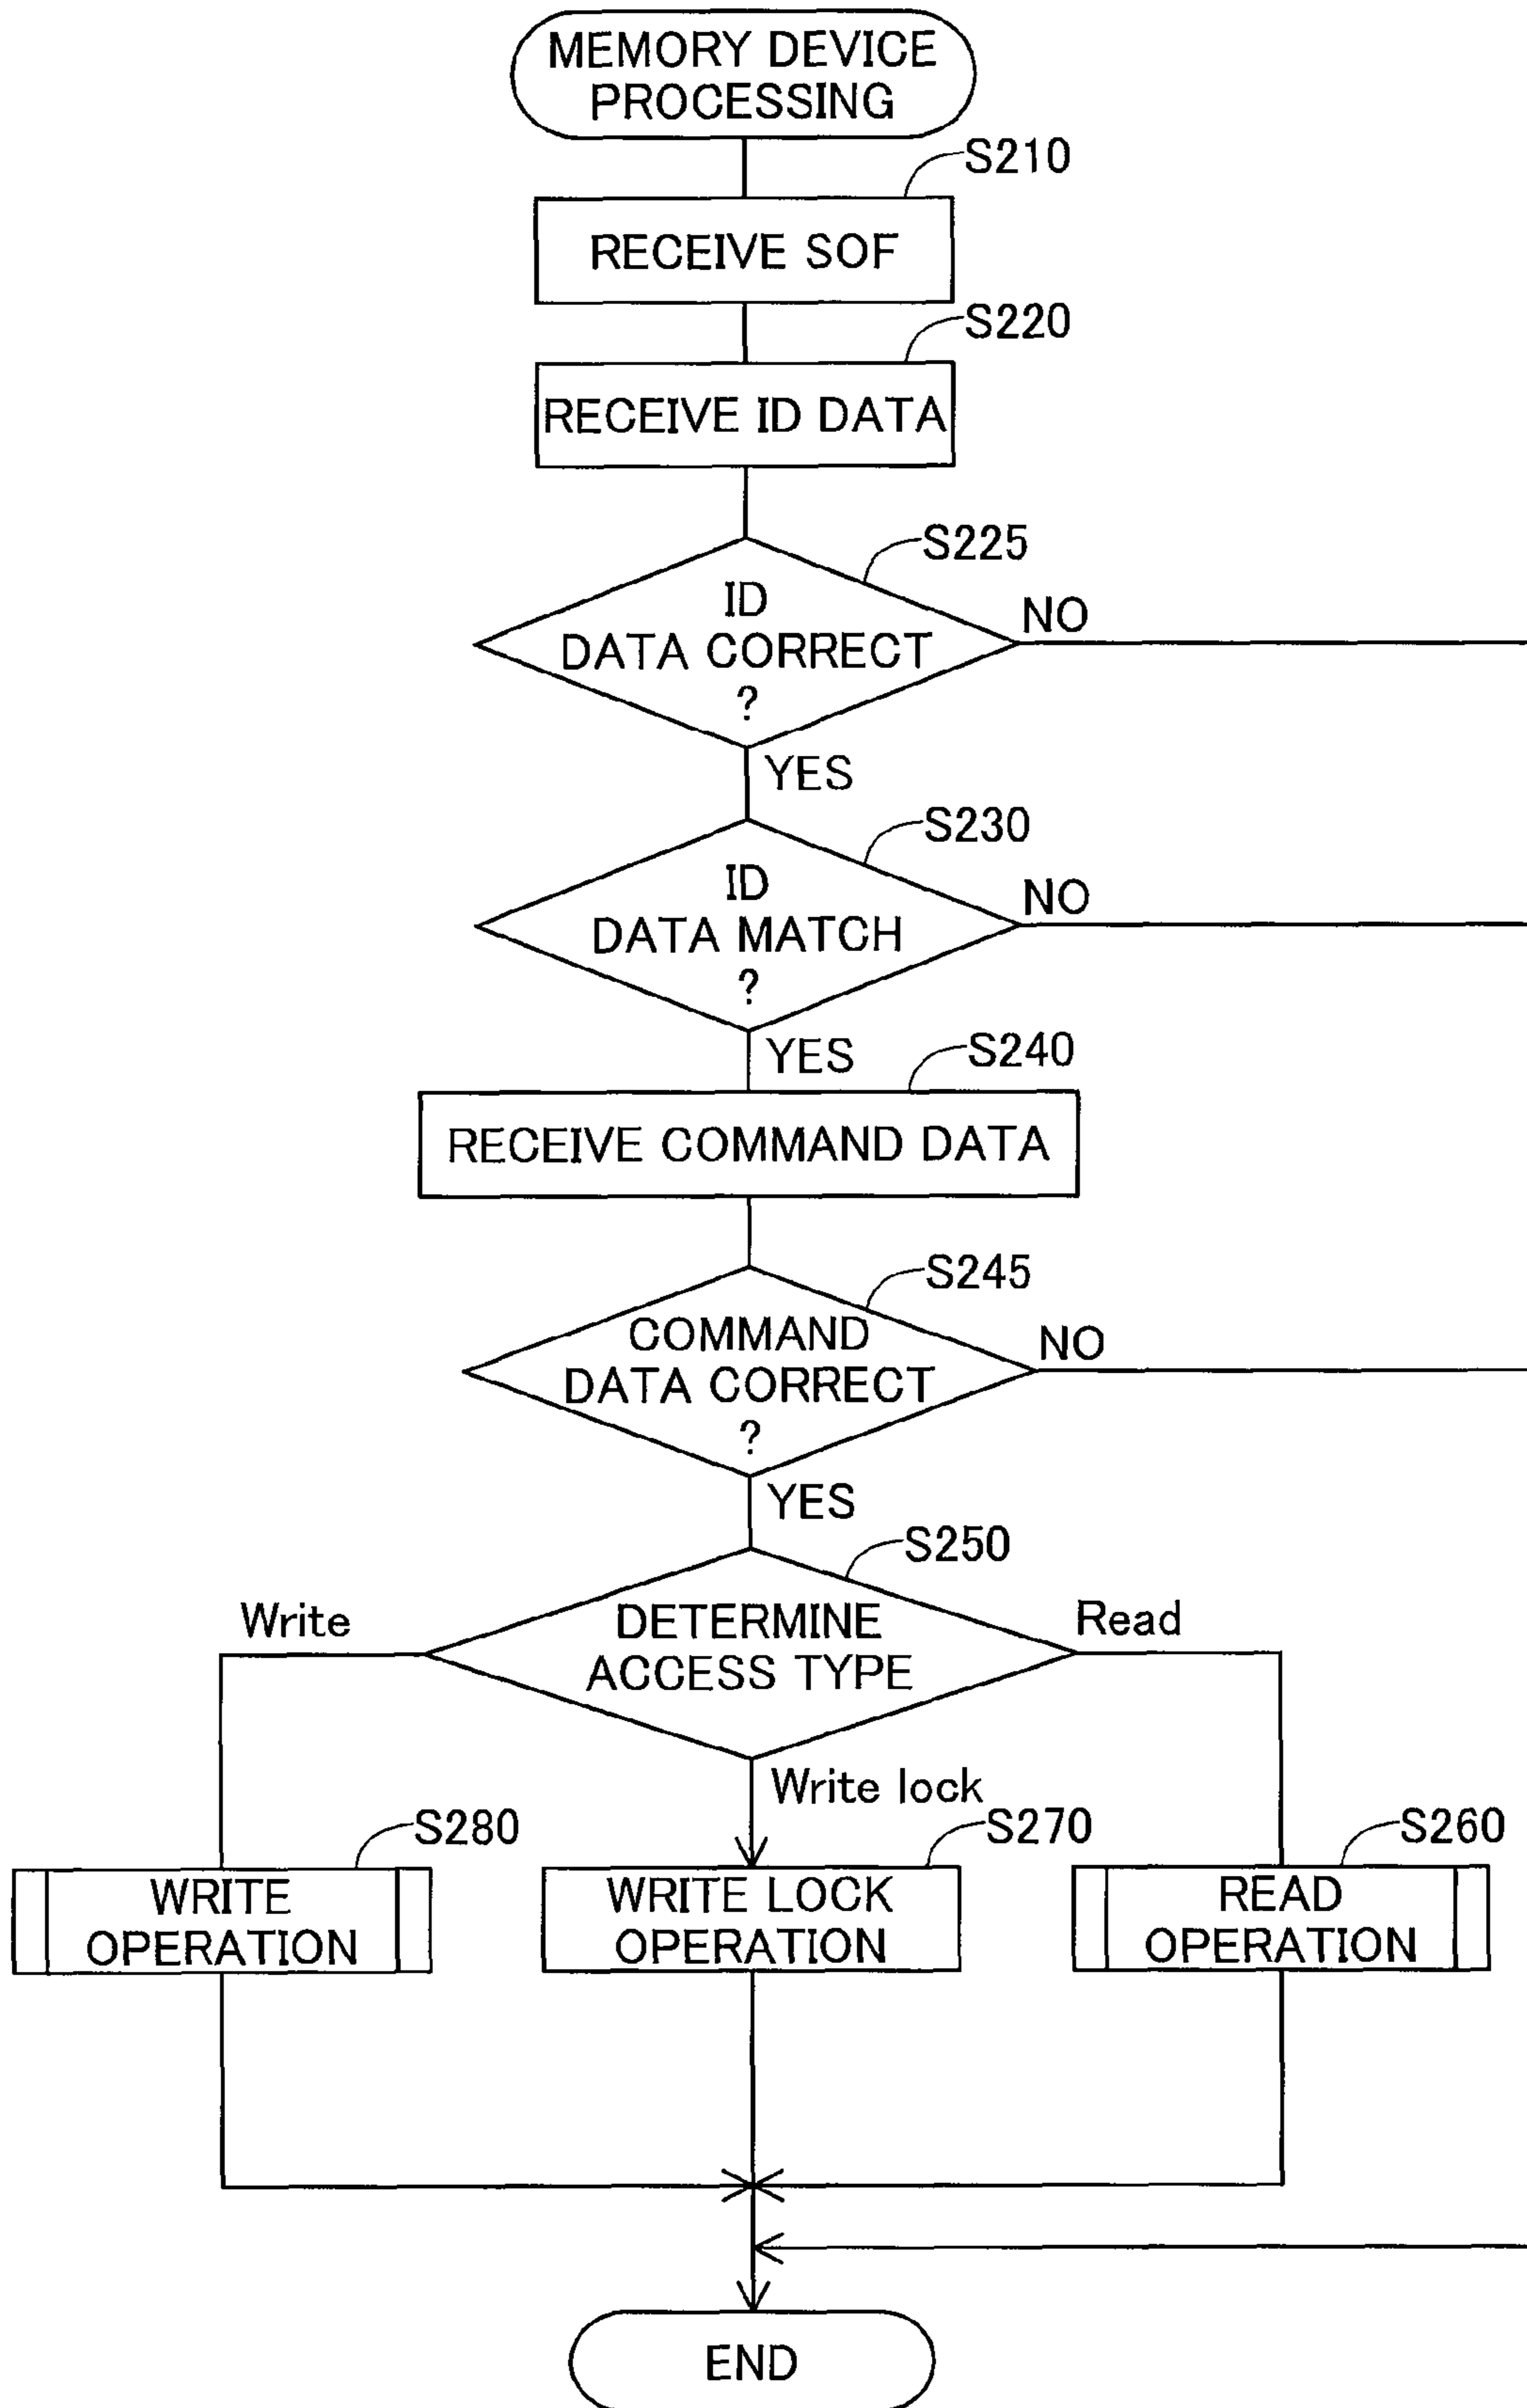 MEMORY DEVICE
PROCESSING
S210
RECEIVE SOF
S220
RECEIVE ID DATA
S225
ID
DATA CORRECT
?
NO
YES
S230
ID
DATA MATCH
?
NO
YES
S240
RECEIVE COMMAND DATA
S245
COMMAND
DATA CORRECT
?
NO
YES
S250
DETERMINE
ACCESS TYPE
Write
Read
Write lock
S280
WRITE
OPERATION
S270
WRITE LOCK
OPERATION
S260
READ
OPERATION
END